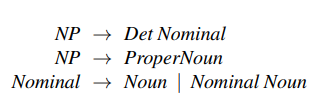 NP → Det Nominal
NP → ProperNoun
Nominal → Noun | Nominal Noun